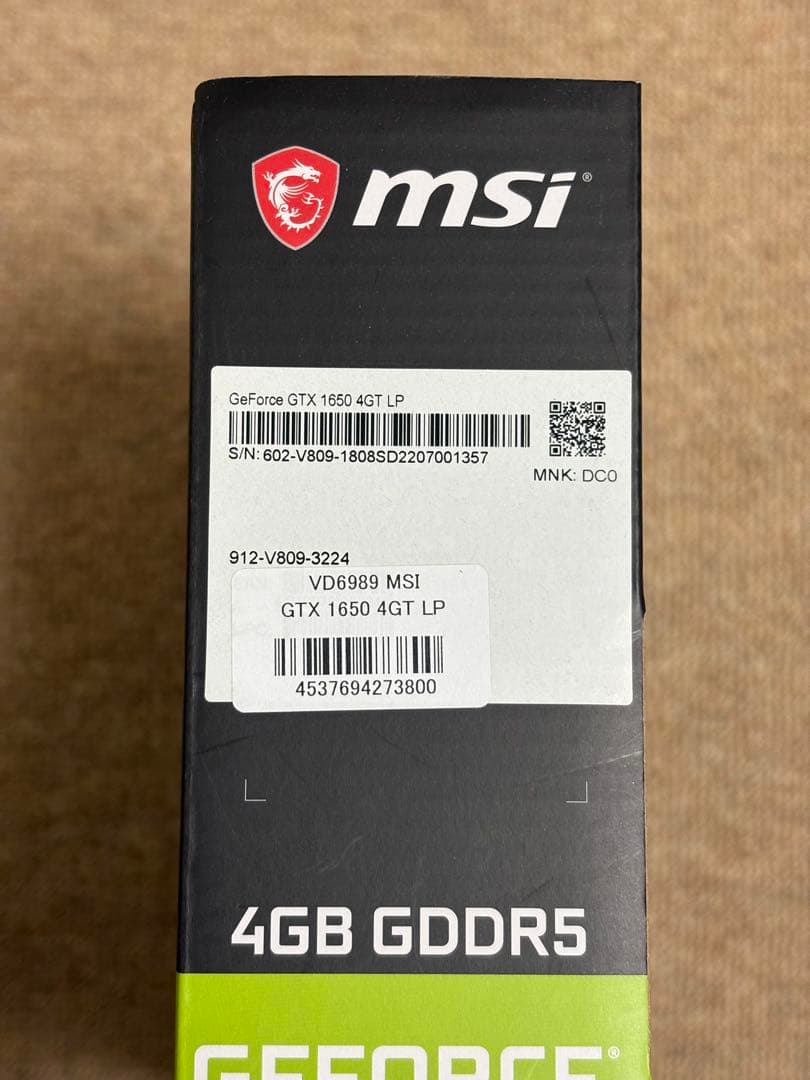 msi®
GeForce GTX 1650 4GT LP
S/N: 602-V809-1808SD2207001357
MNK: DC0
912-V809-3224
VD6989 MSI
GTX 1650 4GT LP
4537694273800
4GB GDDR5
GEFORCE®